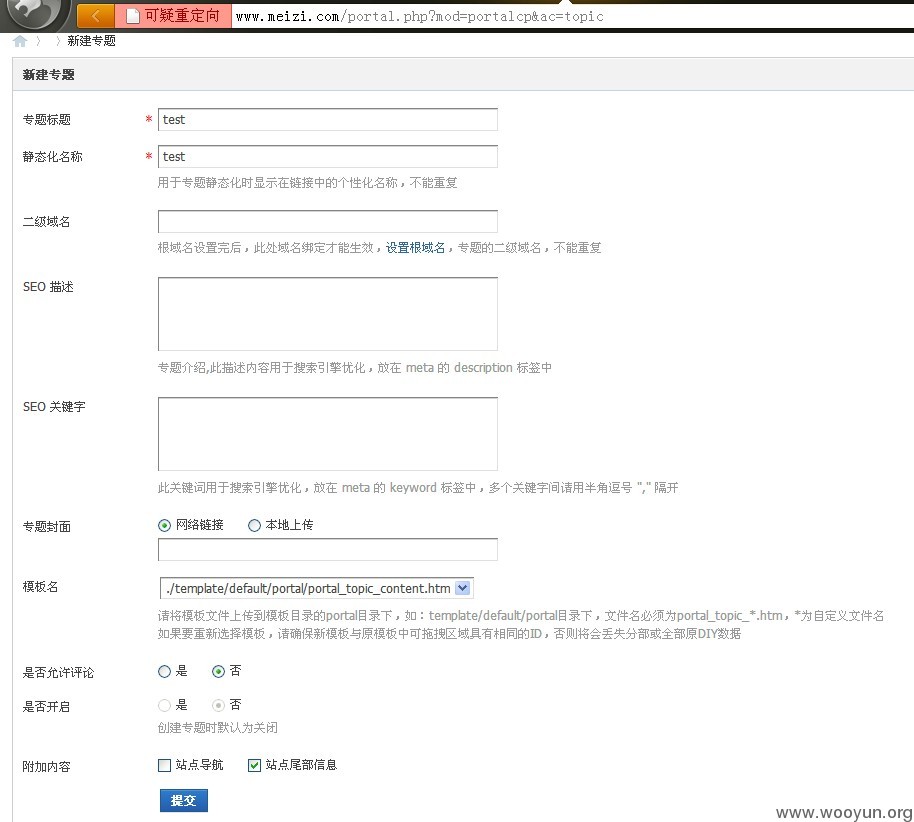 可疑重定向 www.meizi.com/portal.php?mod=portalcp&ac=topic
〉 〉新建专题
新建专题
专题标题 * test
静态化名称 * test
用于专题静态化时显示在链接中的个性化名称，不能重复
二级域名
根域名设置完后，此处域名绑定才能生效，设置根域名，专题的二级域名，不能重复
SEO 描述
专题介绍,此描述内容用于搜索引擎优化，放在 meta 的 description 标签中
SEO 关键字
此关键词用于搜索引擎优化，放在 meta 的 keyword 标签中，多个关键字间请用半角逗号 "," 隔开
专题封面 网络链接 本地上传
模板名 ./template/default/portal/portal_topic_content.htm
请将模板文件上传到模板目录的portal目录下，如：template/default/portal目录下，文件名必须为portal_topic_*.htm，*为自定义文件名
如果要重新选择模板，请确保新模板与原模板中可拖拽区域具有相同的ID，否则将会丢失分部或全部原DIY数据
是否允许评论 是 否
是否开启 是 否
创建专题时默认为关闭
附加内容 站点导航 站点尾部信息
提交
www.wooyun.org